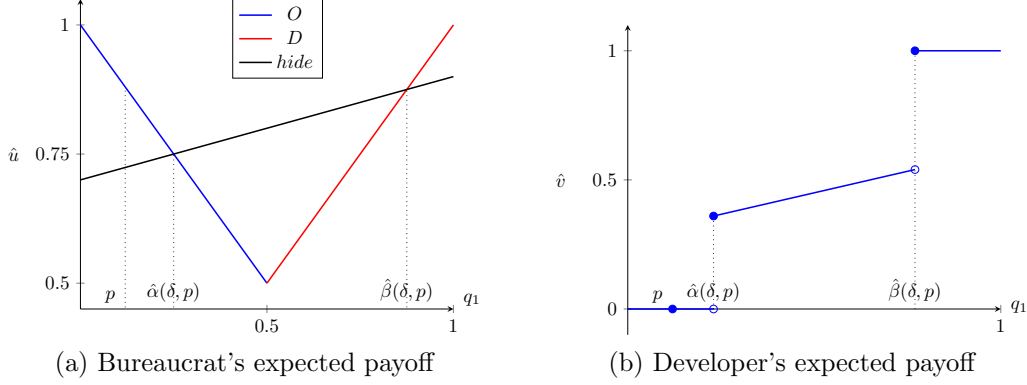 1
0.75
0.5
û
O
D
hide
p
α̂(δ, p)
β̂(δ, p)
q₁
0.5
1
(a) Bureaucrat's expected payoff
1
0.5
0
v̂
p
α̂(δ, p)
β̂(δ, p)
q₁
1
(b) Developer's expected payoff